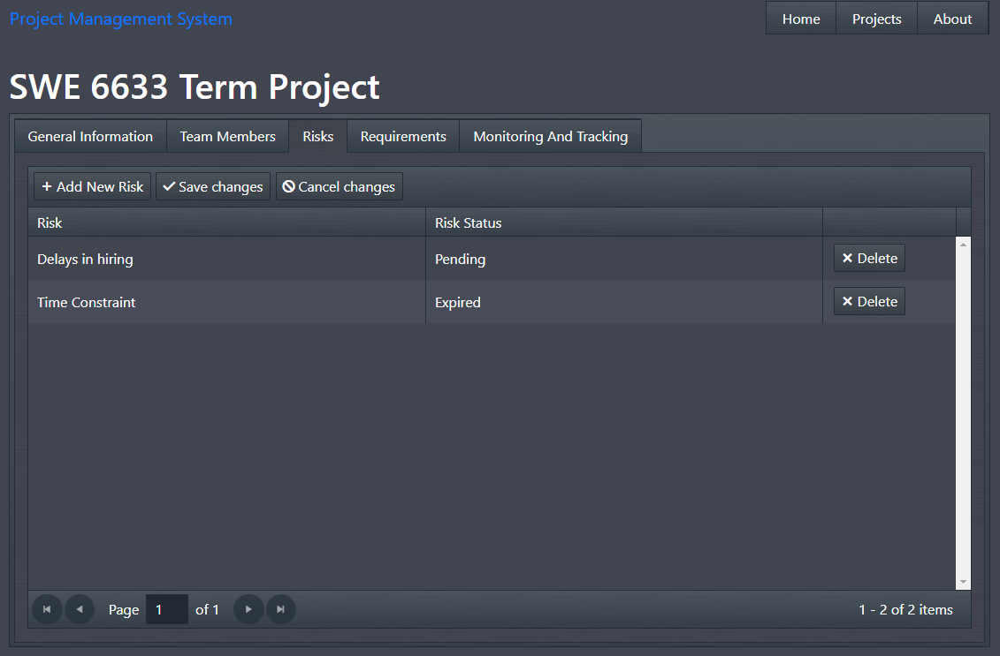 Project Management System
Home Projects About
SWE 6633 Term Project
General Information Team Members Risks Requirements Monitoring And Tracking
Add New Risk Save changes Cancel changes
Risk Risk Status
Delays in hiring Pending Delete
Time Constraint Expired Delete
Page 1 of 1 1 - 2 of 2 items